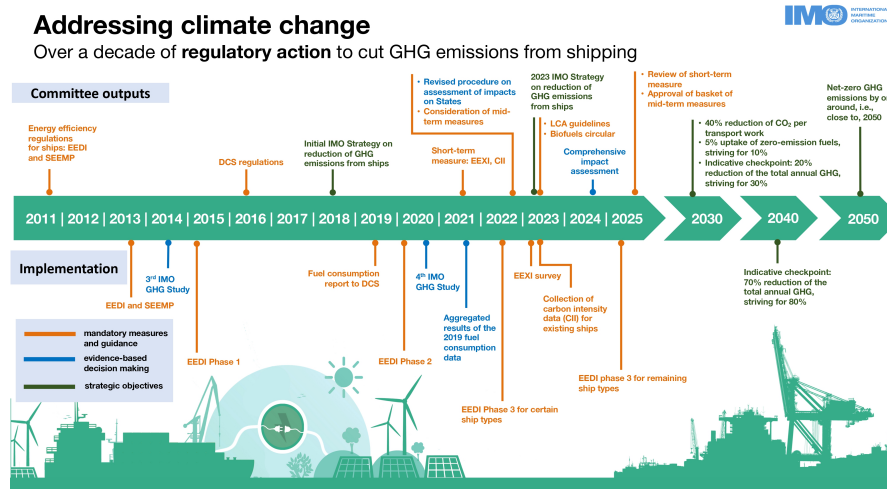 Addressing climate change
Over a decade of regulatory action to cut GHG emissions from shipping
IMO
INTERNATIONAL
MARITIME
ORGANIZATION
Committee outputs
Energy efficiency
regulations
for ships: EEDI
and SEEMP
DCS regulations
Initial IMO Strategy on
reduction of GHG
emissions from ships
• Revised procedure on
assessment of impacts
on States
• Consideration of mid-
term measures
Short-term
measure: EEXI, CII
2023 IMO Strategy
on reduction of
GHG emissions
from ships
• LCA guidelines
• Biofuels circular
Comprehensive
impact
assessment
• Review of short-term
measure
• Approval of basket of
mid-term measures
• 40% reduction of CO₂ per
transport work
• 5% uptake of zero-emission fuels,
striving for 10%
• Indicative checkpoint: 20%
reduction of the total annual GHG,
striving for 30%
Net-zero GHG
emissions by o
around, i.e.,
close to, 2050
2011 | 2012 | 2013 | 2014 | 2015 | 2016 | 2017 | 2018 | 2019 | 2020 | 2021 | 2022 | 2023 | 2024 | 2025
2030
2040
2050
Implementation
EEDI and SEEMP
3rd IMO
GHG Study
EEDI Phase 1
Fuel consumption
report to DCS
EEDI Phase 2
4th IMO
GHG Study
Aggregated
results of the
2019 fuel
consumption
data
EEDI Phase 3 for certain
ship types
EEXI survey
Collection of
carbon intensity
data (CII) for
existing ships
EEDI phase 3 for remaining
ship types
Indicative checkpoint:
70% reduction of the
total annual GHG,
striving for 80%
mandatory measures
and guidance
evidence-based
decision making
strategic objectives